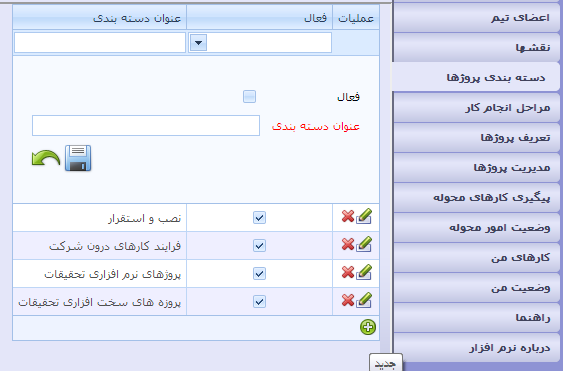 اعضای تیم
نقشها
دسته بندی پروژها
مراحل انجام کار
تعریف پروژها
مدیریت پروژها
پیگیری کارهای محوله
وضعیت امور محوله
کارهای من
وضعیت من
راهنما
درباره نرم افزار
عملیات فعال عنوان دسته بندی
فعال
عنوان دسته بندی
نصب و استقرار
فرایند کارهای درون شرکت
پروژهای نرم افزاری تحقیقات
پروزه های سخت افزاری تحقیقات
جدید